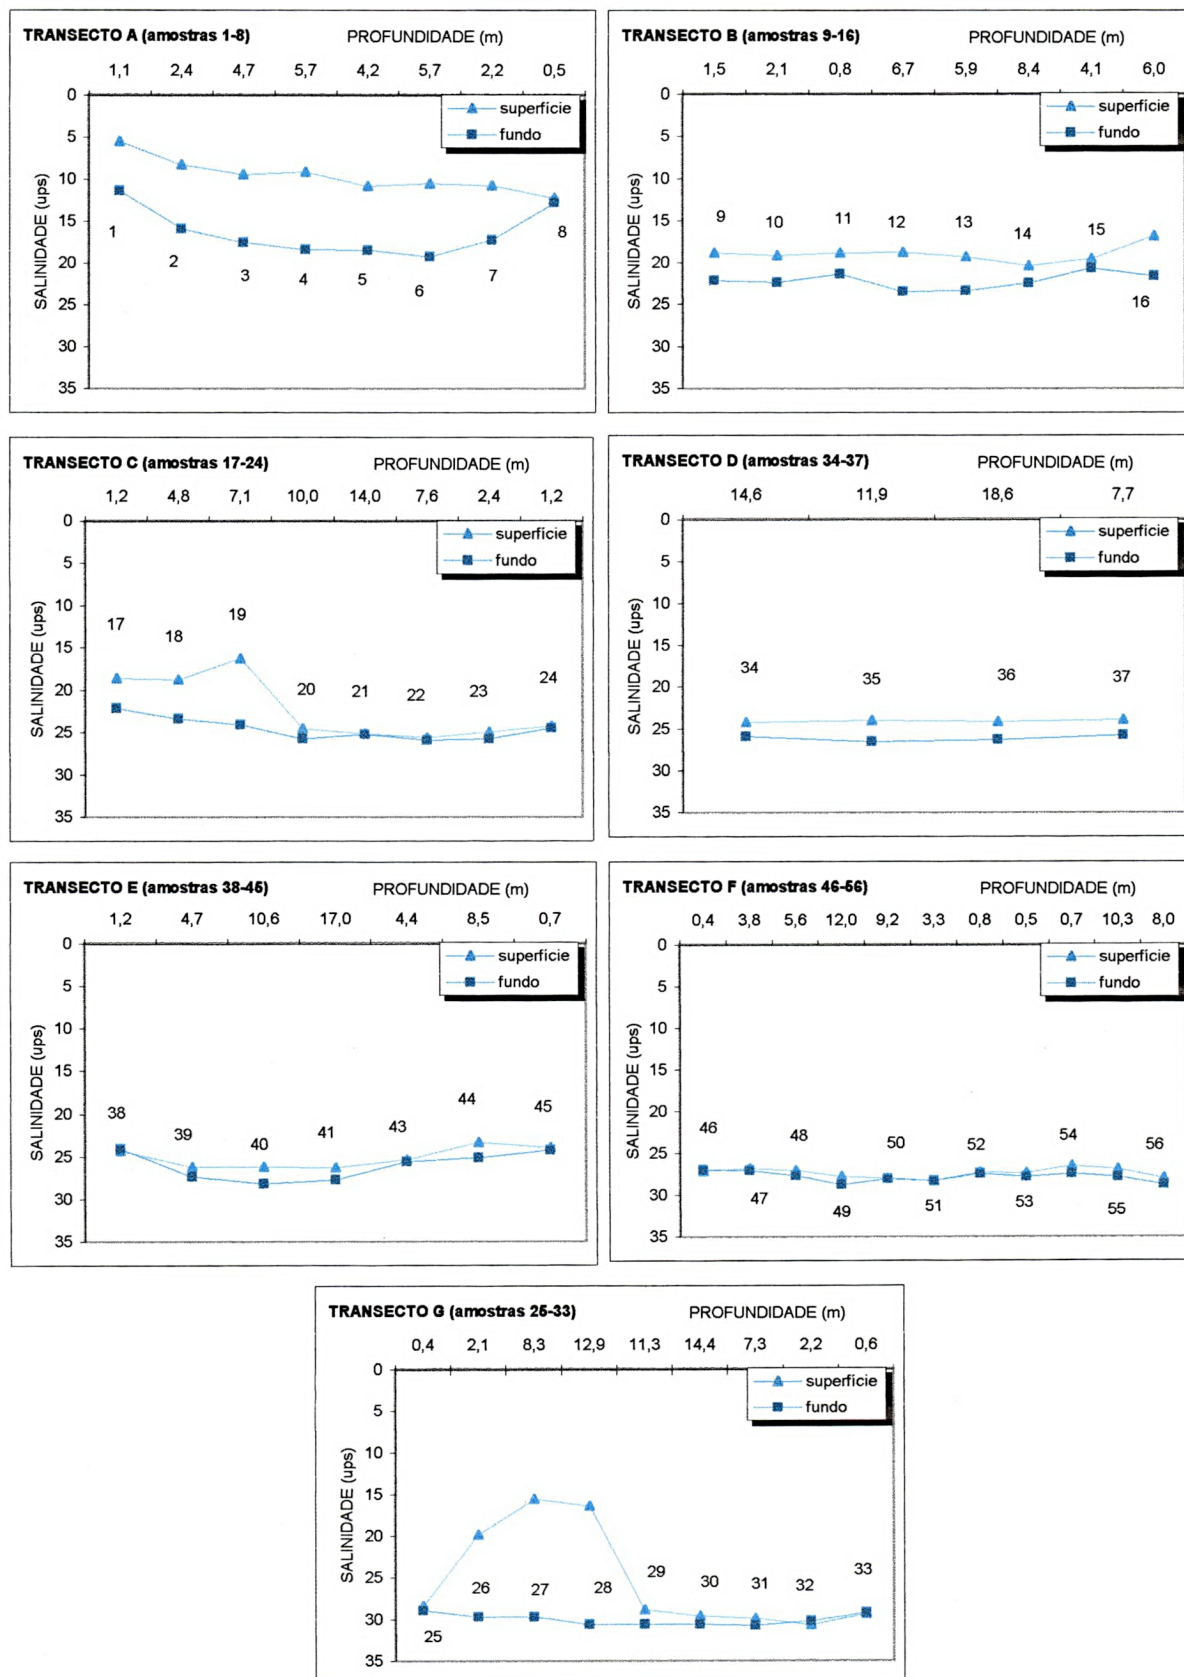 TRANSECTO A (amostras 1-8) PROFUNDIDADE (m)
1,1 2,4 4,7 5,7 4,2 5,7 2,2 0,5
SALINIDADE (ups)
0
5
10
15
20
25
30
35
superfície
fundo
1 2 3 4 5 6 7 8
TRANSECTO B (amostras 9-16) PROFUNDIDADE (m)
1,5 2,1 0,8 6,7 5,9 8,4 4,1 6,0
SALINIDADE (ups)
0
5
10
15
20
25
30
35
superfície
fundo
9 10 11 12 13 14 15 16
TRANSECTO C (amostras 17-24) PROFUNDIDADE (m)
1,2 4,8 7,1 10,0 14,0 7,6 2,4 1,2
SALINIDADE (ups)
0
5
10
15
20
25
30
35
superfície
fundo
17 18 19 20 21 22 23 24
TRANSECTO D (amostras 34-37) PROFUNDIDADE (m)
14,6 11,9 18,6 7,7
SALINIDADE (ups)
0
5
10
15
20
25
30
35
superfície
fundo
34 35 36 37
TRANSECTO E (amostras 38-45) PROFUNDIDADE (m)
1,2 4,7 10,6 17,0 4,4 8,5 0,7
SALINIDADE (ups)
0
5
10
15
20
25
30
35
superfície
fundo
38 39 40 41 43 44 45
TRANSECTO F (amostras 46-56) PROFUNDIDADE (m)
0,4 3,8 5,6 12,0 9,2 3,3 0,8 0,5 0,7 10,3 8,0
SALINIDADE (ups)
0
5
10
15
20
25
30
35
superfície
fundo
46 48 50 52 54 56
47 49 51 53 55
TRANSECTO G (amostras 25-33) PROFUNDIDADE (m)
0,4 2,1 8,3 12,9 11,3 14,4 7,3 2,2 0,6
SALINIDADE (ups)
0
5
10
15
20
25
30
35
superfície
fundo
25 26 27 28 29 30 31 32 33